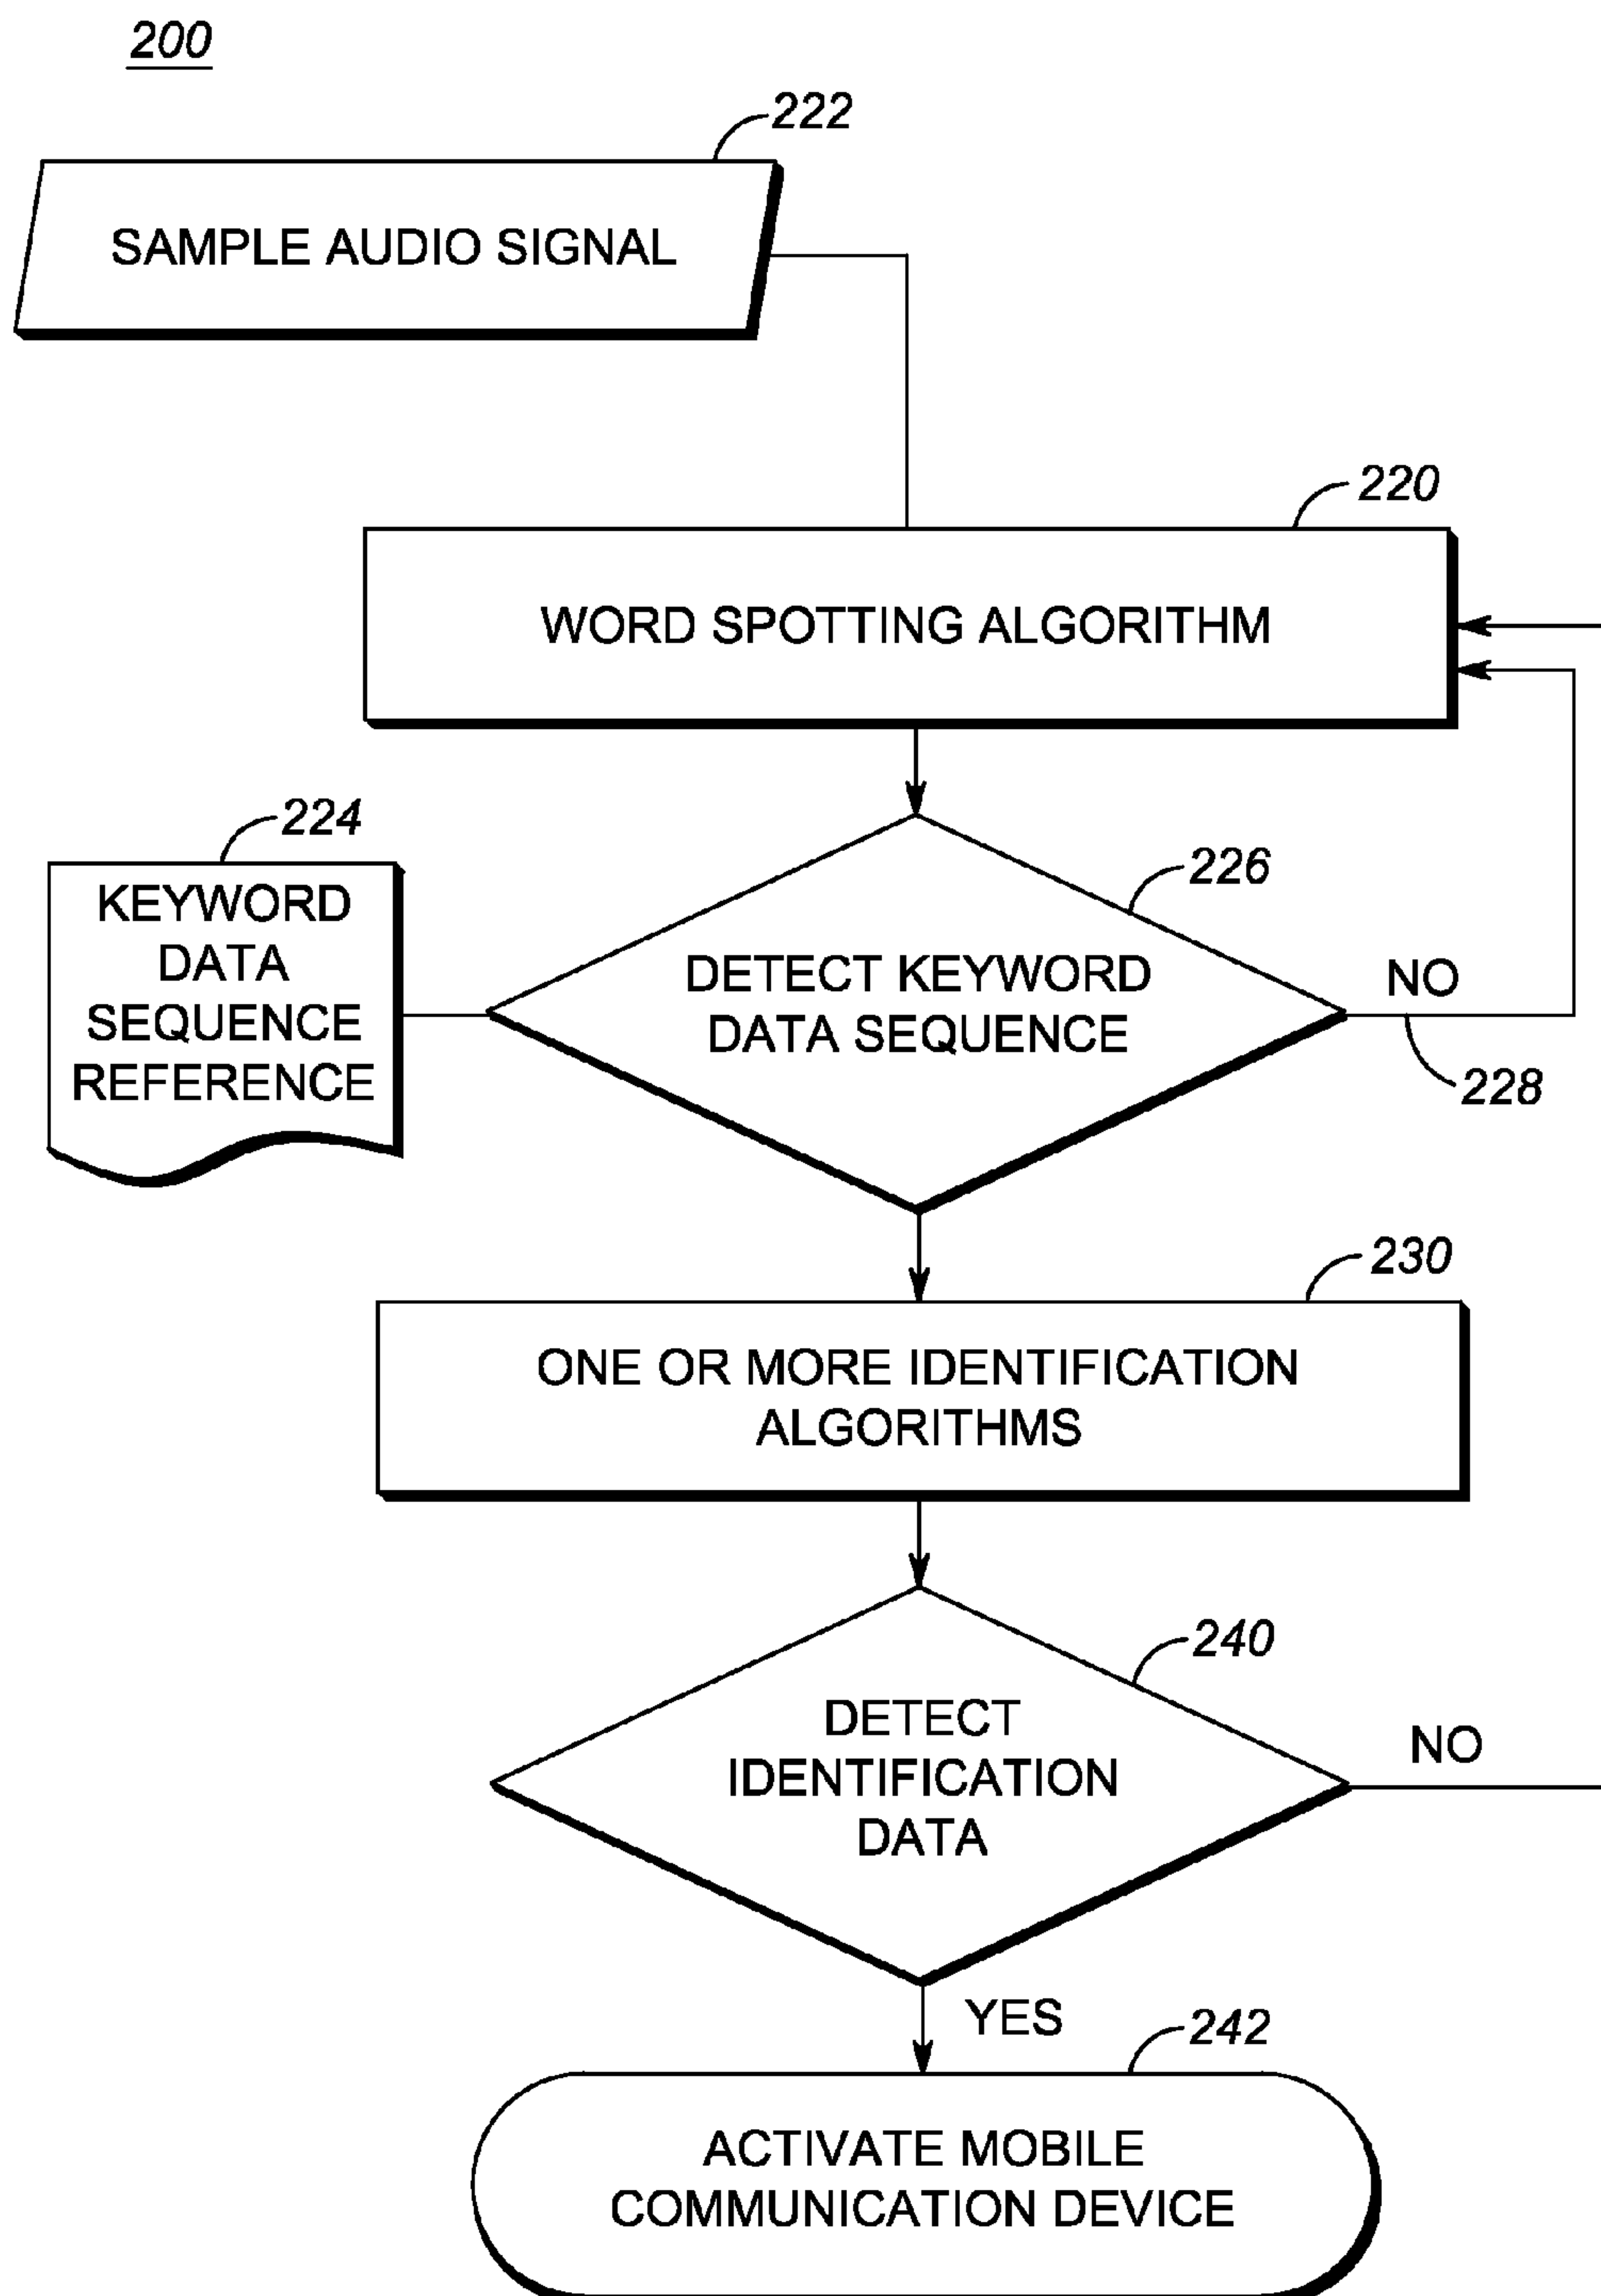 200
222
SAMPLE AUDIO SIGNAL
220
WORD SPOTTING ALGORITHM
224
KEYWORD
DATA
SEQUENCE
REFERENCE
226
DETECT KEYWORD
DATA SEQUENCE
NO
228
230
ONE OR MORE IDENTIFICATION
ALGORITHMS
240
DETECT
IDENTIFICATION
DATA
NO
YES
242
ACTIVATE MOBILE
COMMUNICATION DEVICE